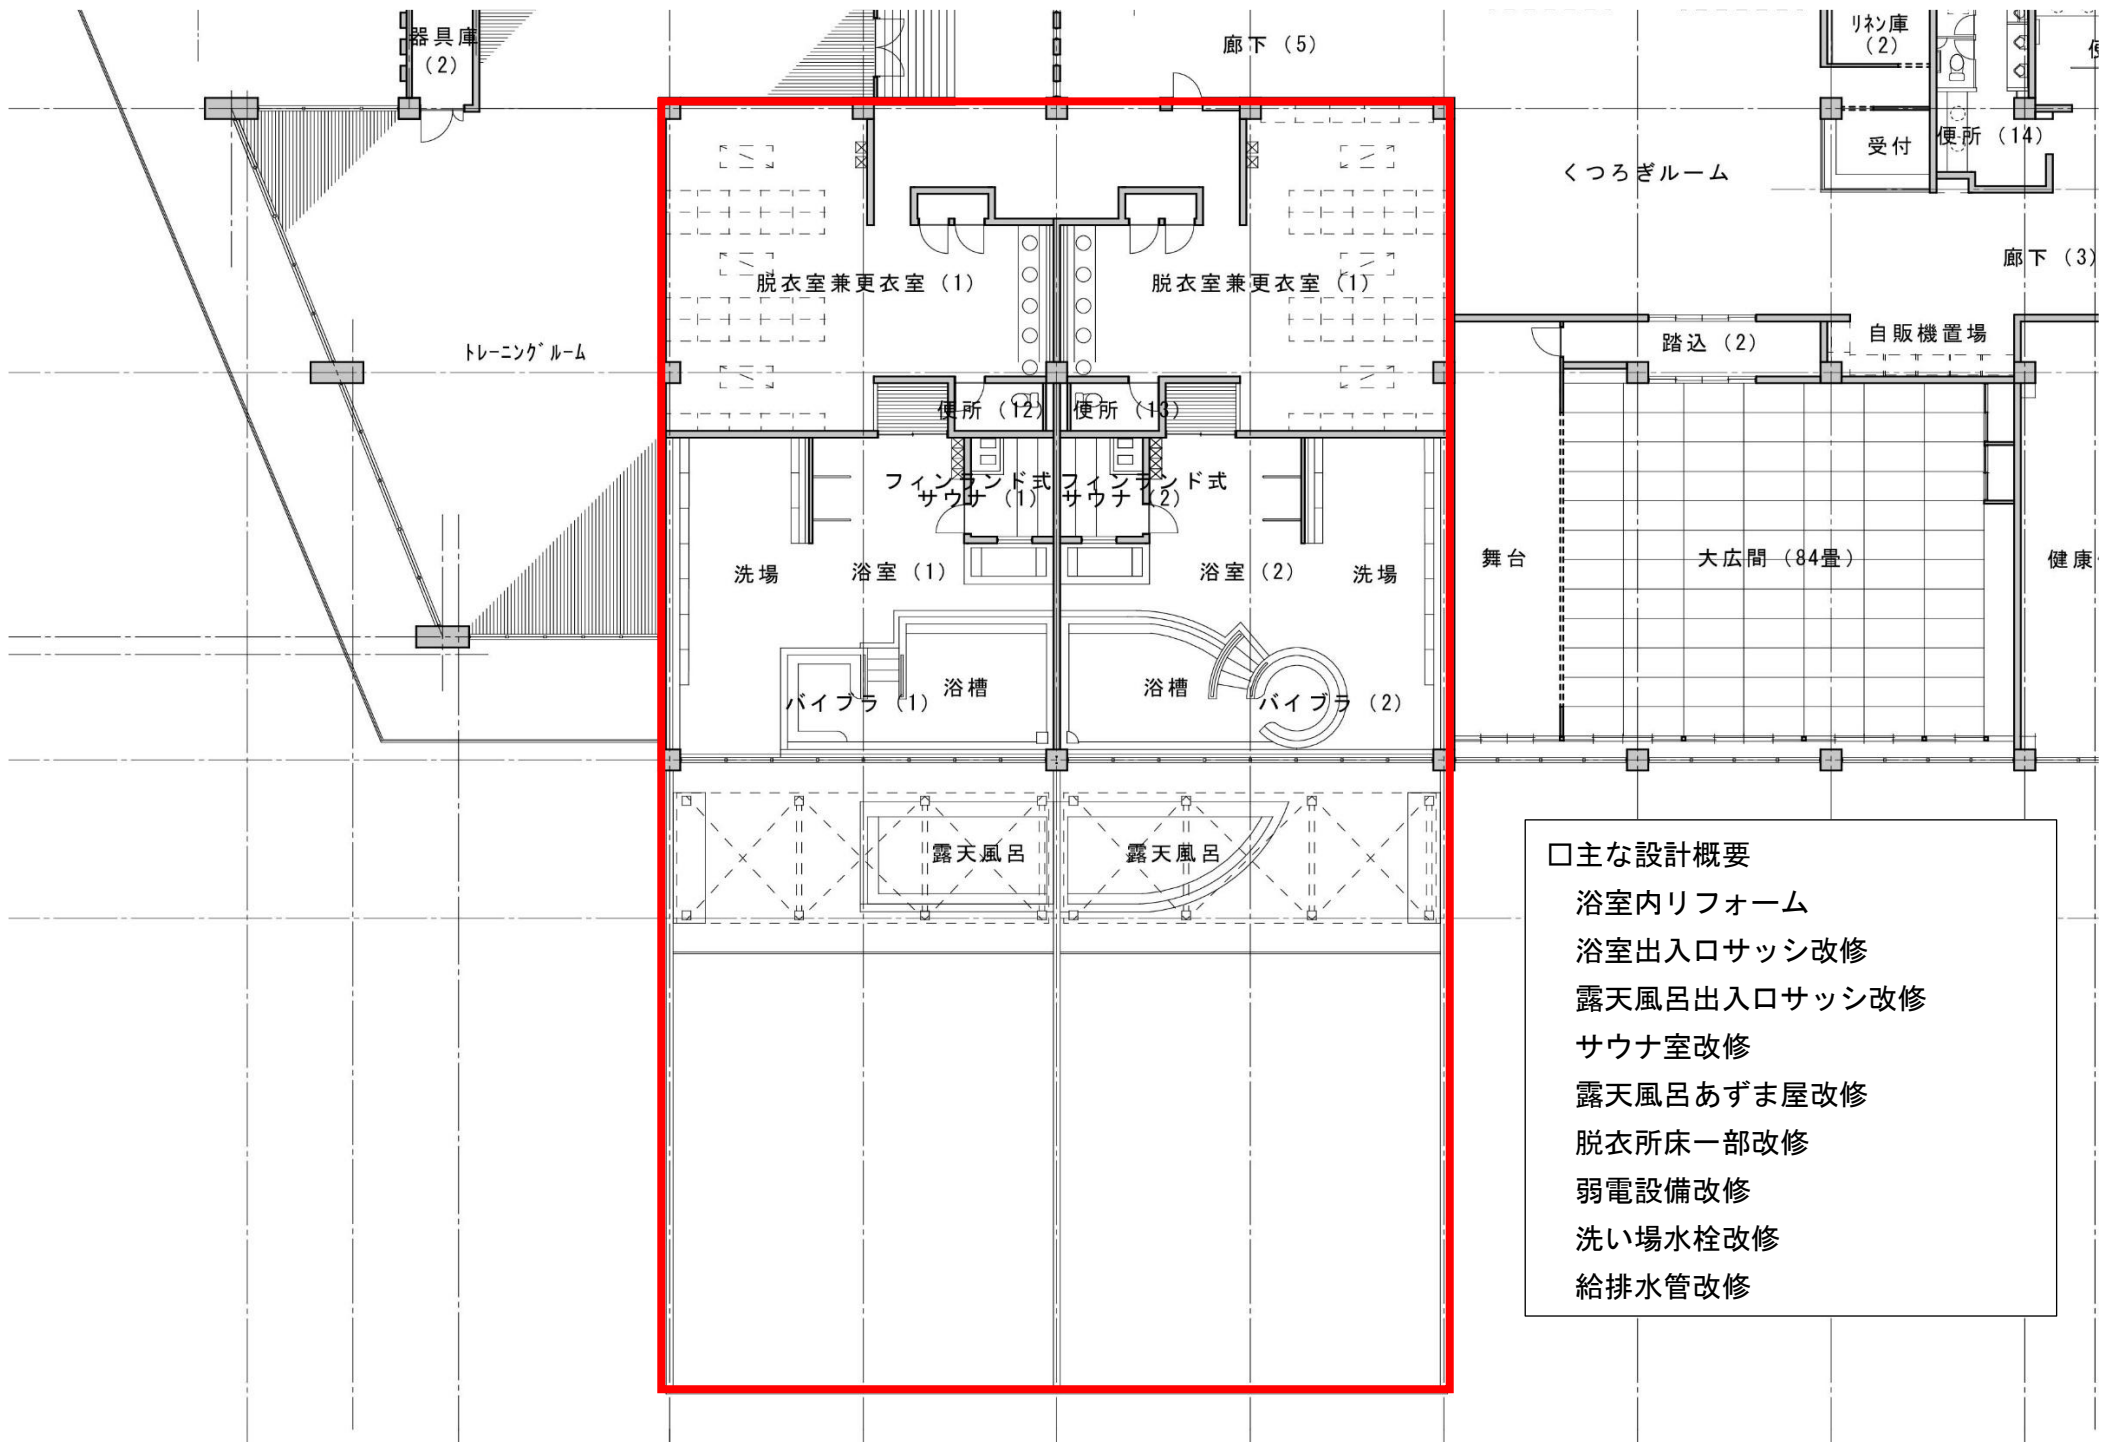 器具庫
(2)
廊下 (5)
リネン庫
(2)
受付
便所 (14)
くつろぎルーム
廊下 (3)
脱衣室兼更衣室 (1)
脱衣室兼更衣室 (1)
トレーニングルーム
踏込 (2)
自販機置場
便所 (12)
便所 (13)
フィンランド式
サウナ (1)
フィンランド式
サウナ (2)
洗場
浴室 (1)
浴室 (2)
洗場
舞台
大広間 (84畳)
健康
バイブラ (1)
浴槽
浴槽
バイブラ (2)
露天風呂
露天風呂
□主な設計概要
浴室内リフォーム
浴室出入口サッシ改修
露天風呂出入口サッシ改修
サウナ室改修
露天風呂あずま屋改修
脱衣所床一部改修
弱電設備改修
洗い場水栓改修
給排水管改修